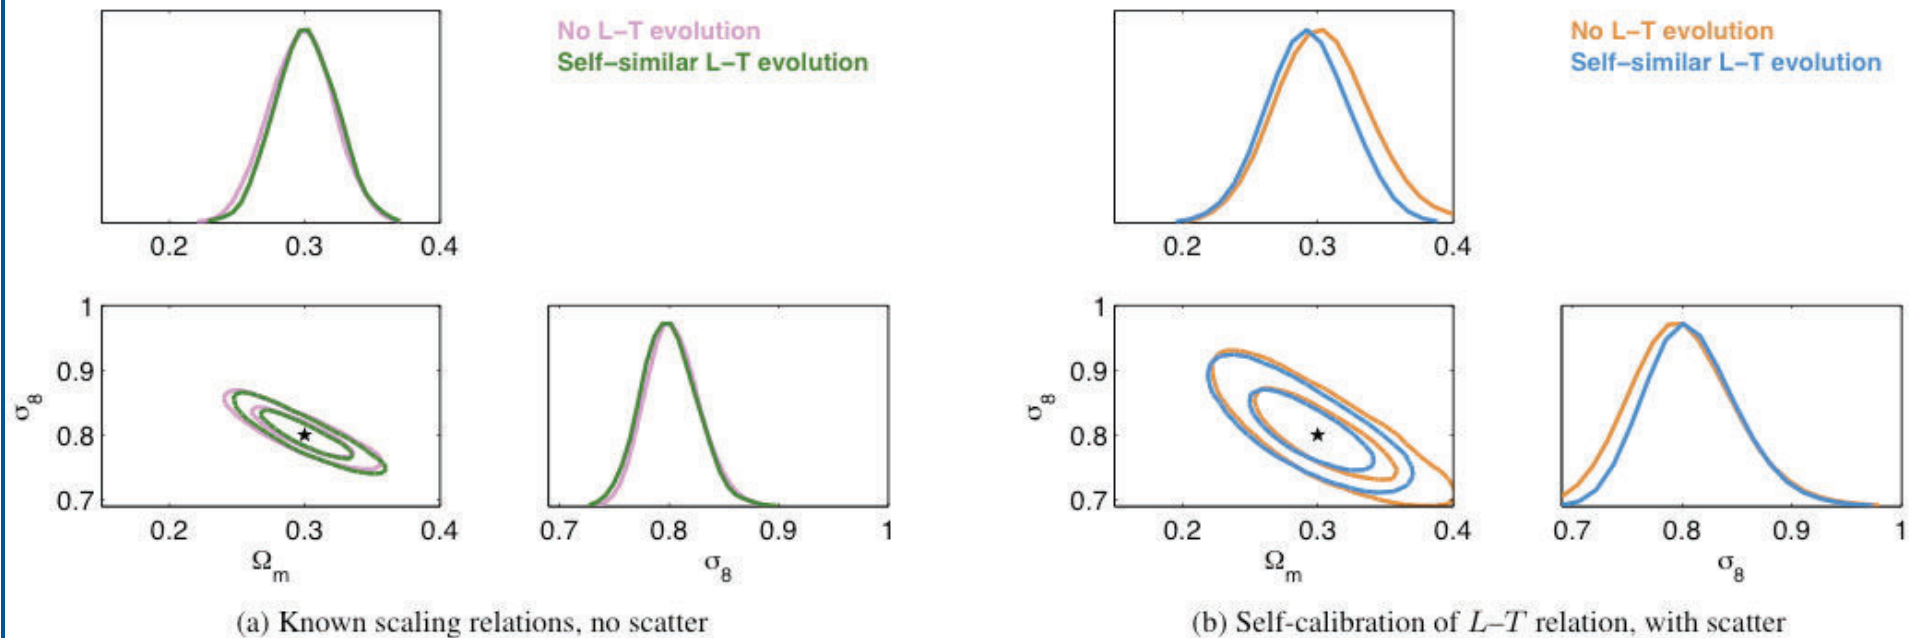 No L–T evolution
Self–similar L–T evolution
0.2 0.3 0.4
1
0.9
0.8
0.7
σ8
0.2 0.3 0.4
Ωm
0.7 0.8 0.9 1
σ8
(a) Known scaling relations, no scatter
No L–T evolution
Self–similar L–T evolution
0.2 0.3 0.4
1
0.9
0.8
0.7
σ8
0.2 0.3 0.4
Ωm
0.7 0.8 0.9 1
σ8
(b) Self-calibration of L–T relation, with scatter